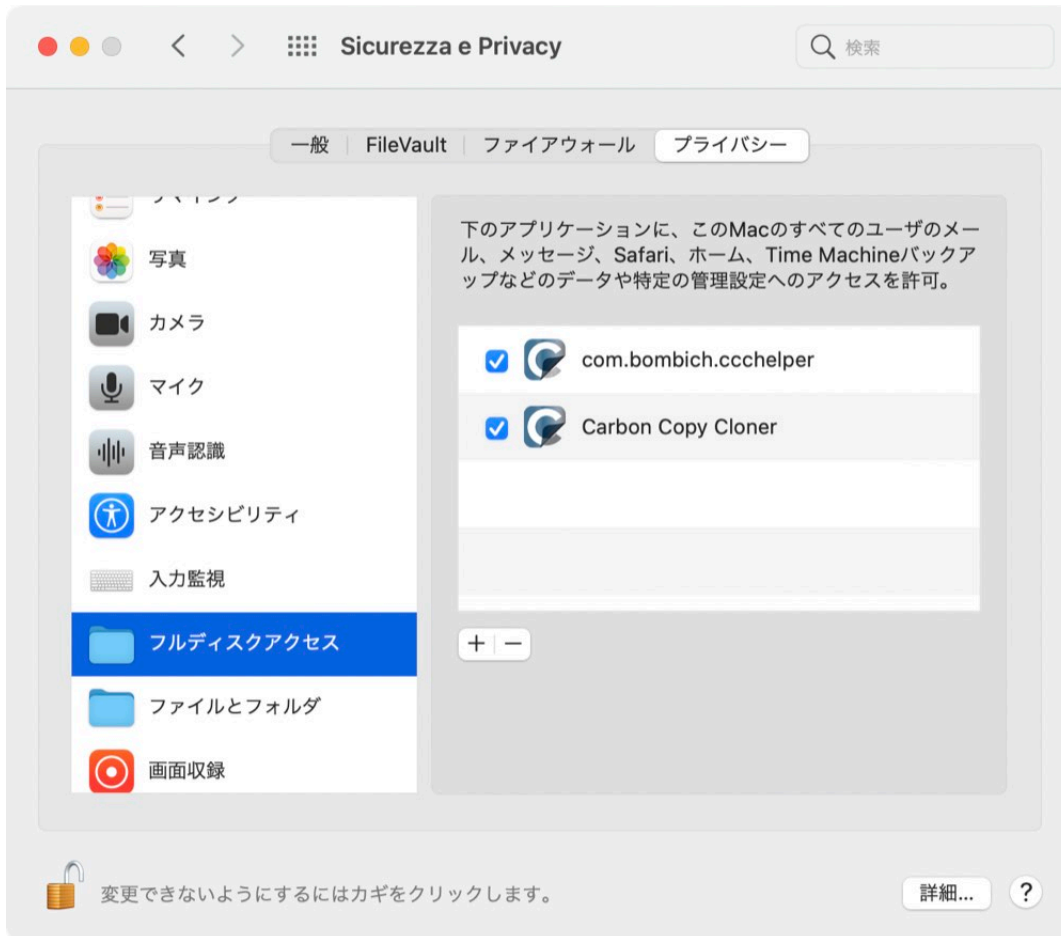 Sicurezza e Privacy
検索
一般
FileVault
ファイアウォール
プライバシー
写真
カメラ
マイク
音声認識
アクセシビリティ
入力監視
フルディスクアクセス
ファイルとフォルダ
画面収録
下のアプリケーションに、このMacのすべてのユーザのメー
ル、メッセージ、Safari、ホーム、Time Machineバックア
ップなどのデータや特定の管理設定へのアクセスを許可。
com.bombich.ccchelper
Carbon Copy Cloner
変更できないようにするにはカギをクリックします。
詳細...
?